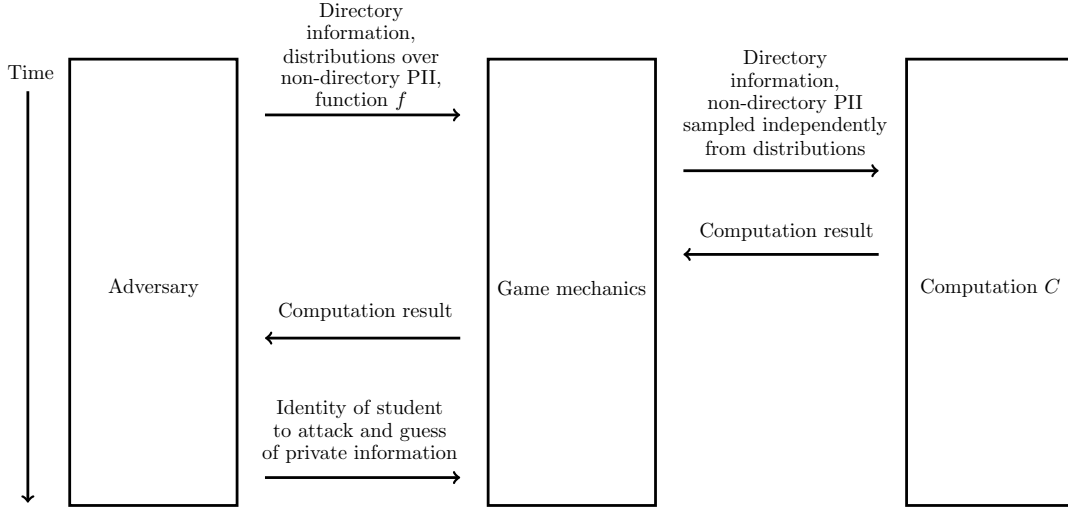 Time
Directory
information,
distributions over
non-directory PII,
function f
Directory
information,
non-directory PII
sampled independently
from distributions
Computation result
Adversary
Game mechanics
Computation C
Computation result
Identity of student
to attack and guess
of private information